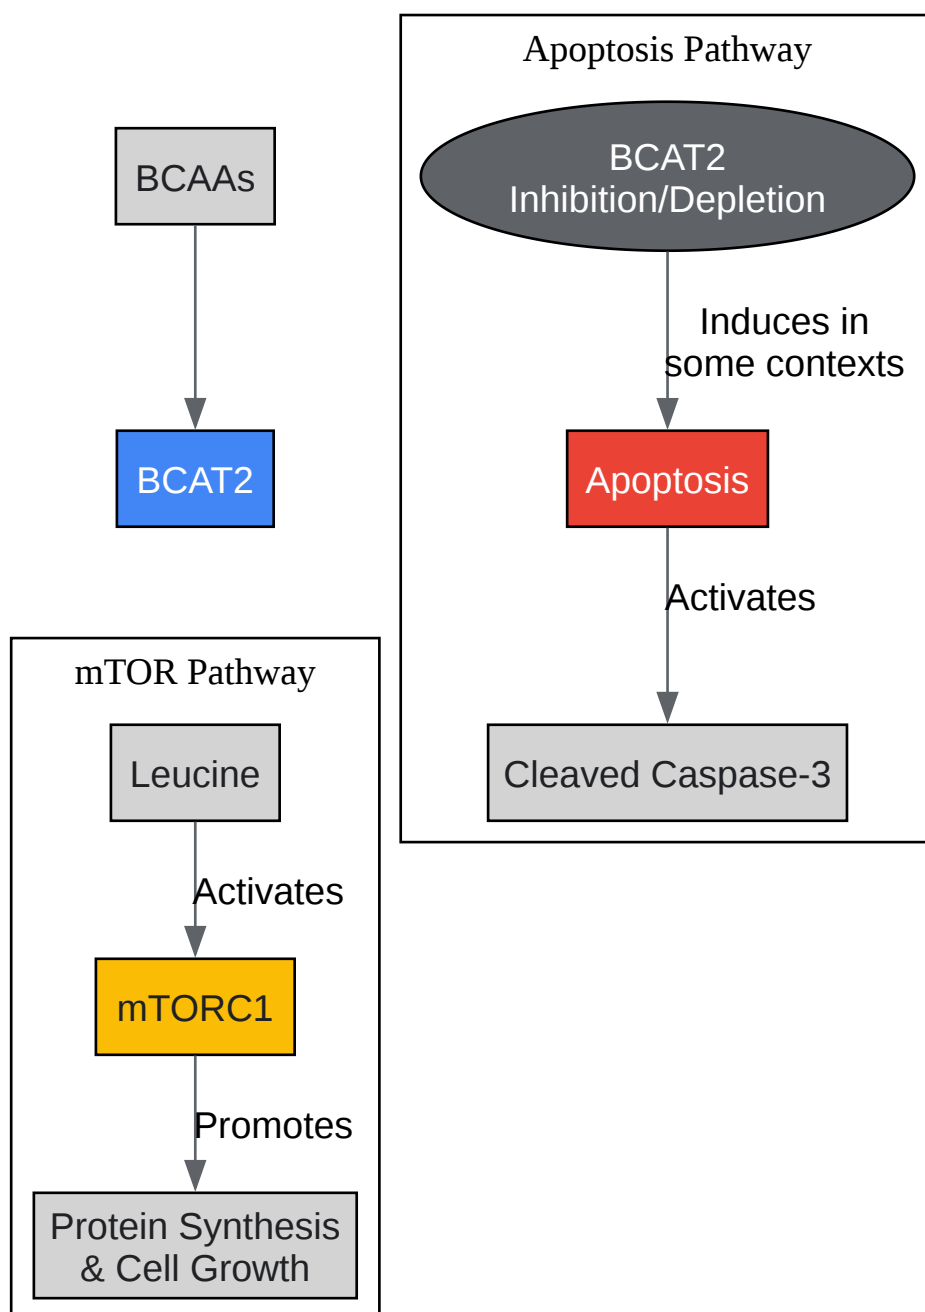 Apoptosis Pathway
BCAAs
BCAT2
Inhibition/Depletion
Induces in
some contexts
BCAT2
Apoptosis
Activates
mTOR Pathway
Leucine
Cleaved Caspase-3
Activates
mTORC1
Promotes
Protein Synthesis
& Cell Growth